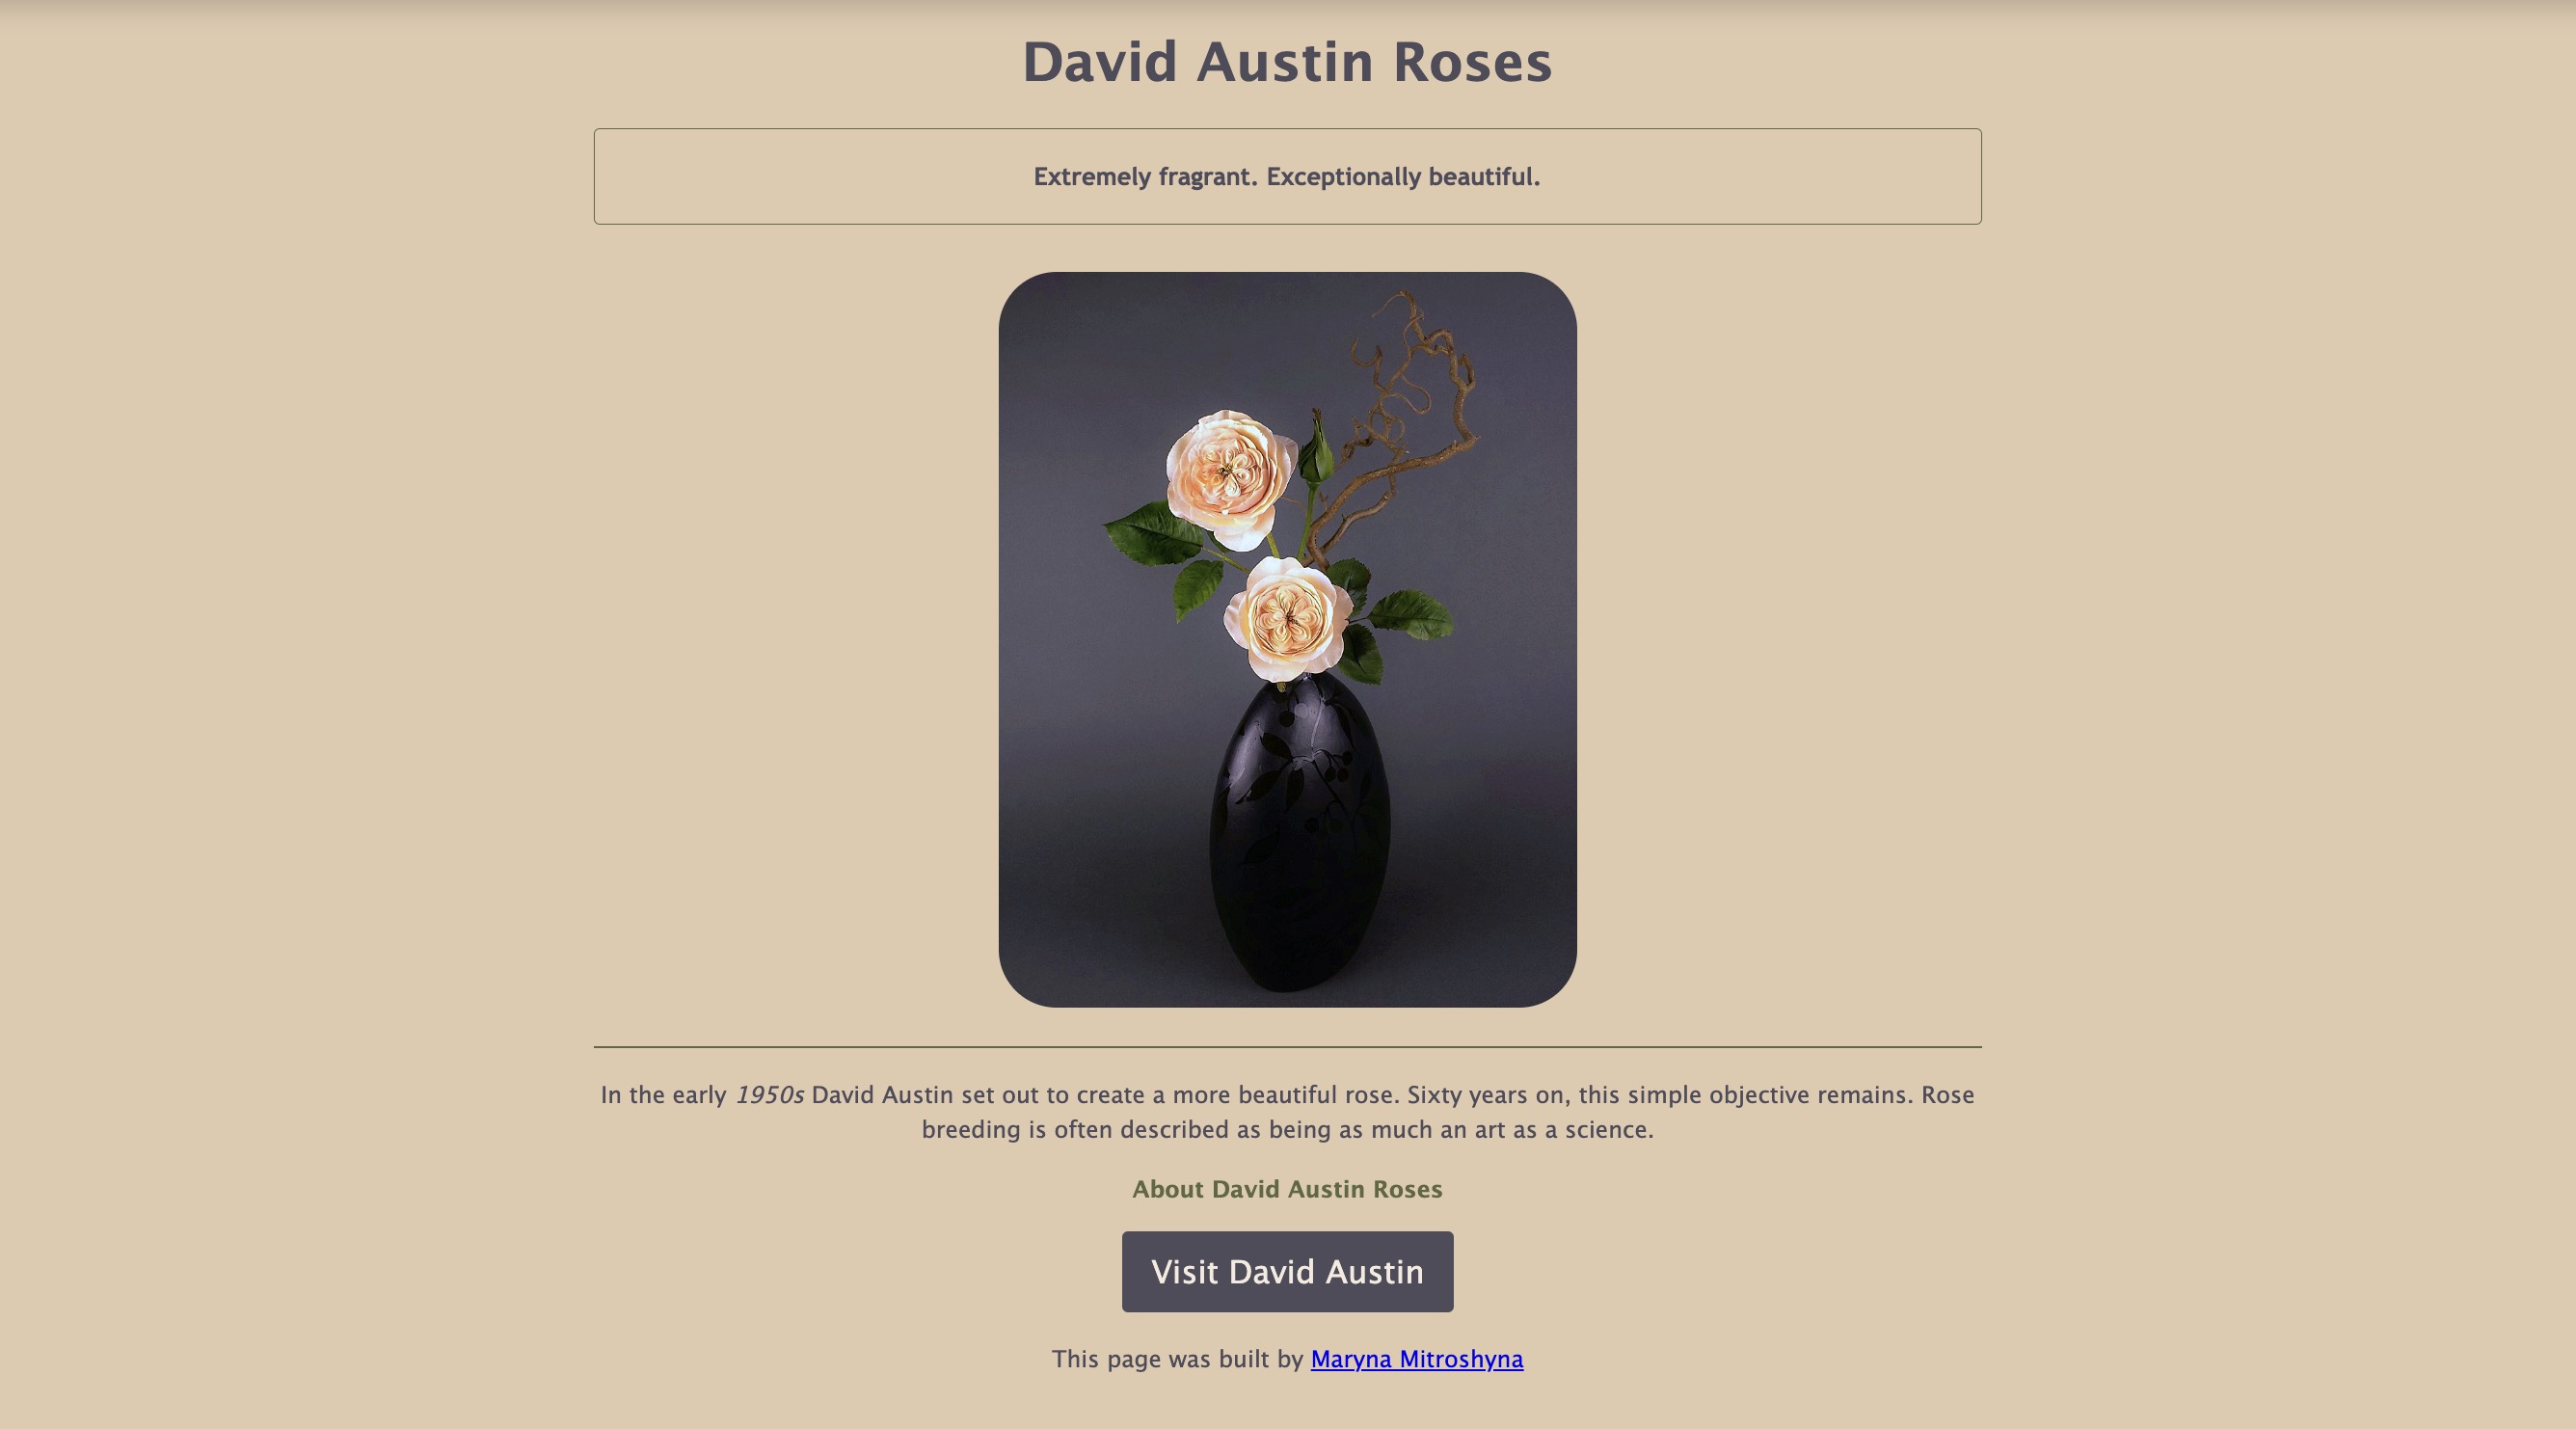 David Austin Roses
Extremely fragrant. Exceptionally beautiful.
In the early 1950s David Austin set out to create a more beautiful rose. Sixty years on, this simple objective remains. Rose
breeding is often described as being as much an art as a science.
About David Austin Roses
Visit David Austin
This page was built by Maryna Mitroshyna